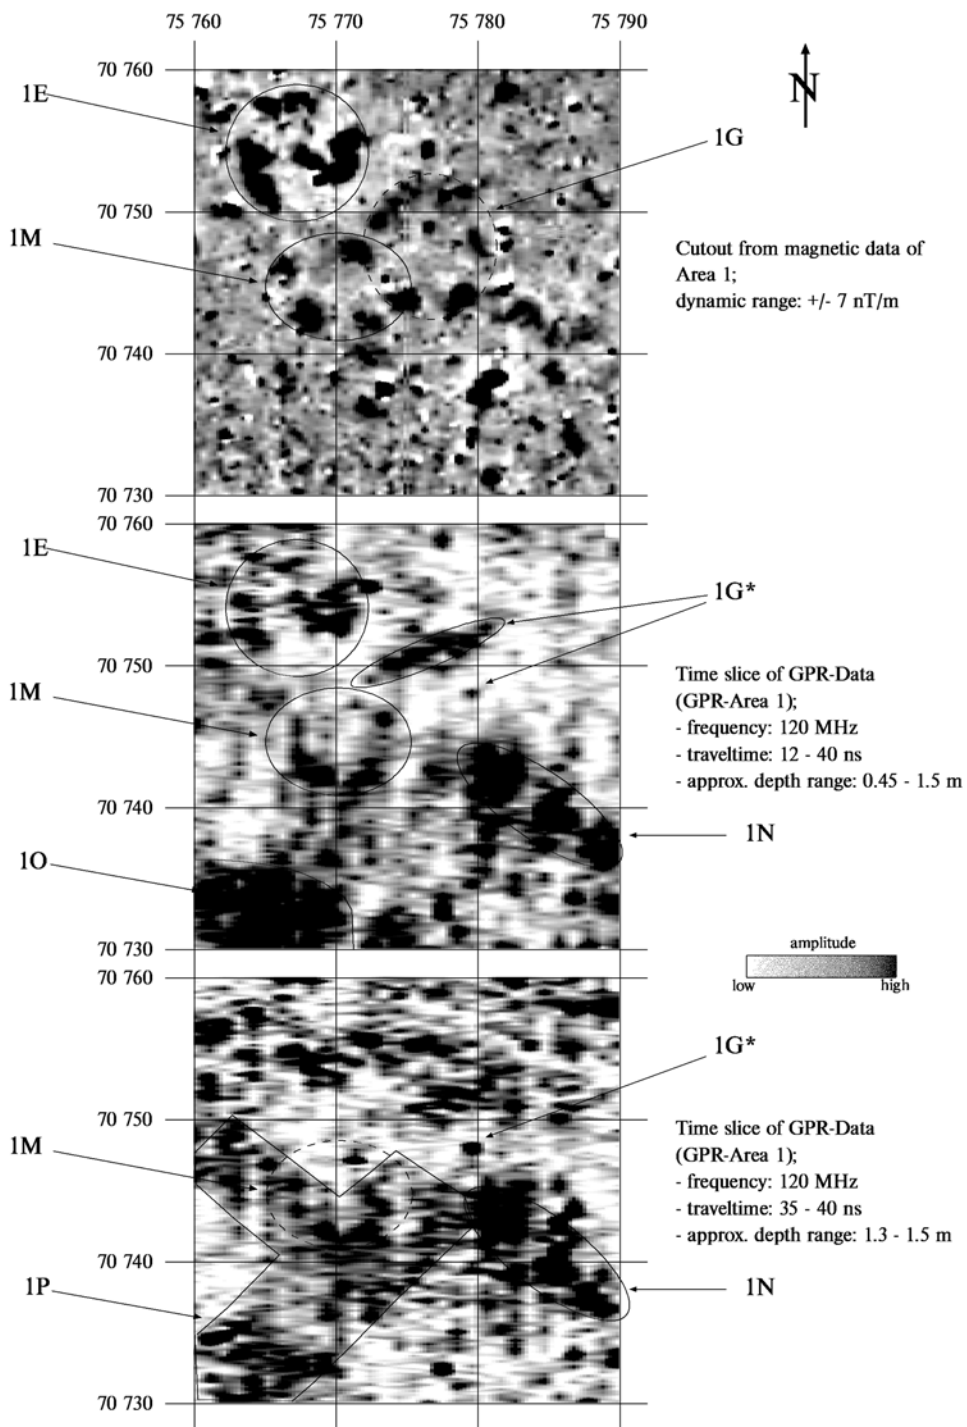 75 760 75 770 75 780 75 790
70 760
N
1E
1G
70 750
1M
Cutout from magnetic data of
Area 1;
dynamic range: +/- 7 nT/m
70 740
70 730
70 760
1E
1G*
70 750
1M
Time slice of GPR-Data
(GPR-Area 1);
- frequency: 120 MHz
- traveltime: 12 - 40 ns
- approx. depth range: 0.45 - 1.5 m
70 740
1N
1O
70 730
amplitude
low high
70 760
1G*
70 750
1M
Time slice of GPR-Data
(GPR-Area 1);
- frequency: 120 MHz
- traveltime: 35 - 40 ns
- approx. depth range: 1.3 - 1.5 m
70 740
1P
1N
70 730